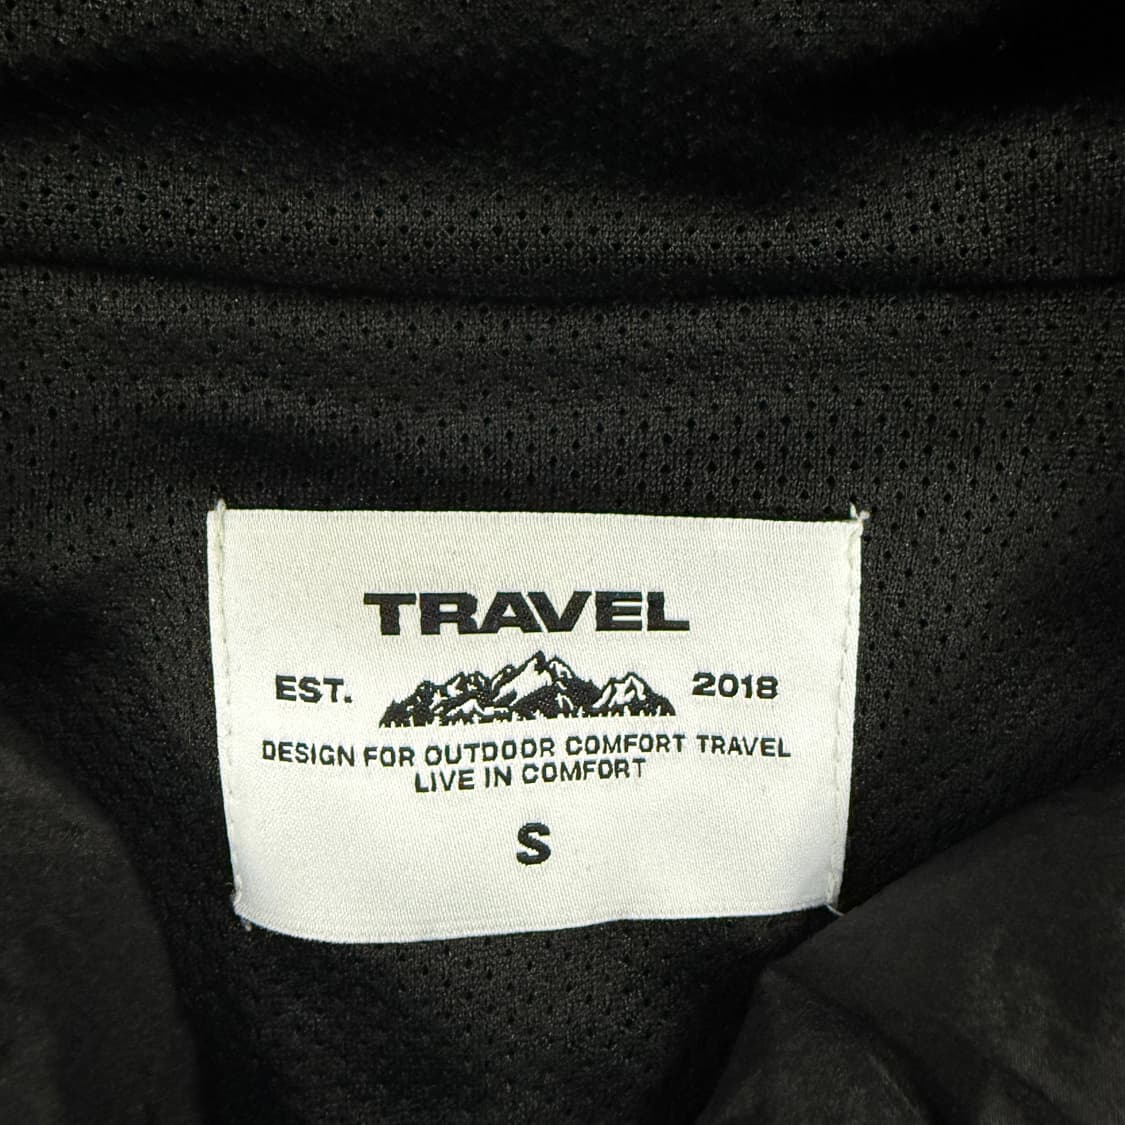 TRAVEL
EST. 2018
DESIGN FOR OUTDOOR COMFORT TRAVEL
LIVE IN COMFORT
S